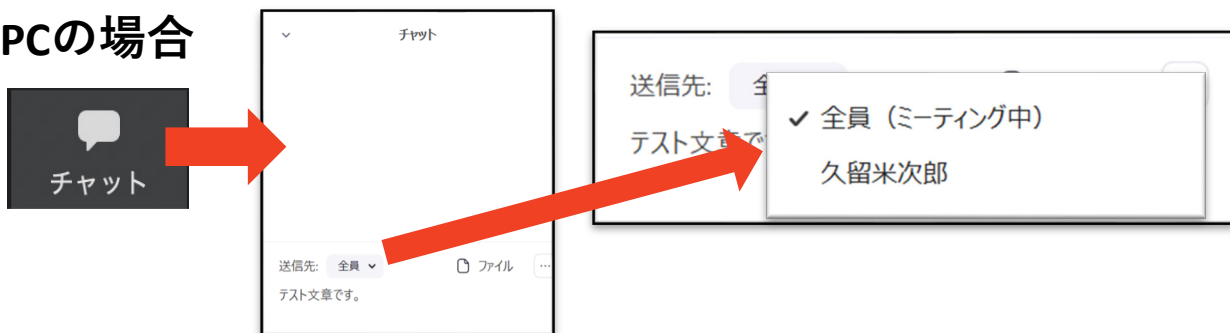 PCの場合
チャット
チャット
送信先: 全員
ファイル
テスト文章です。
送信先:
全員（ミーティング中）
久留米次郎
テスト文章で